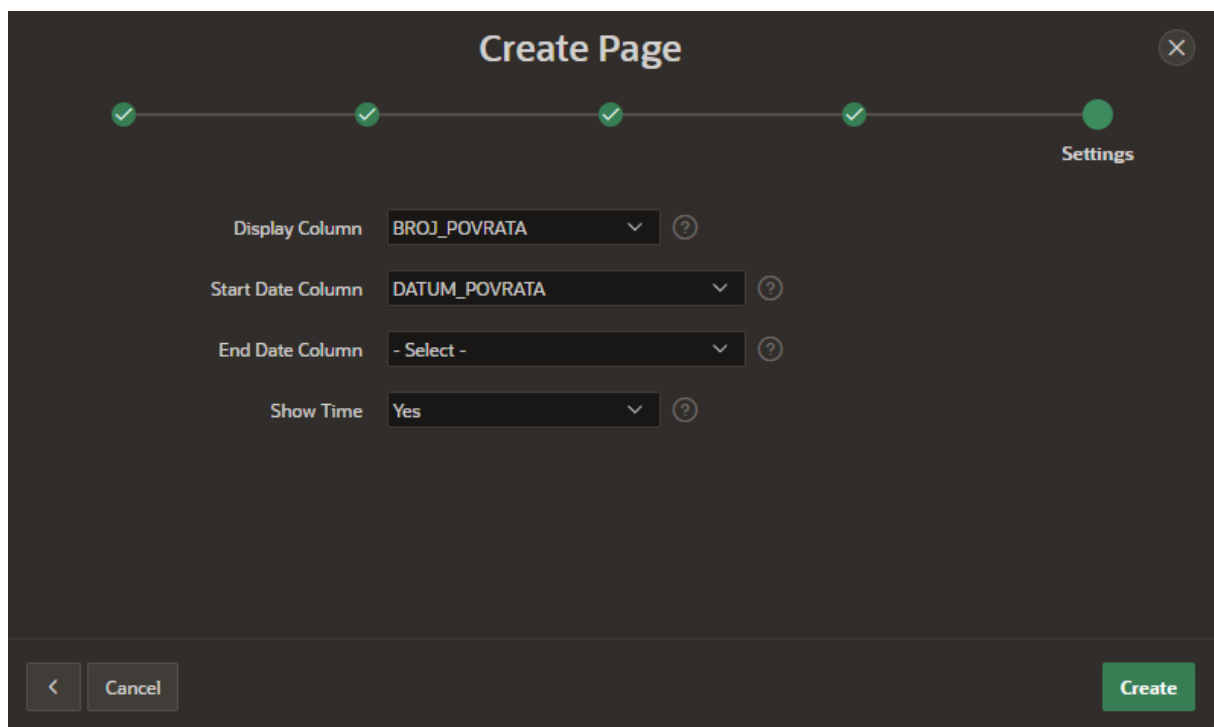 Create Page
Settings
Display Column BROJ_POVRATA ?
Start Date Column DATUM_POVRATA ?
End Date Column - Select - ?
Show Time Yes ?
Cancel Create